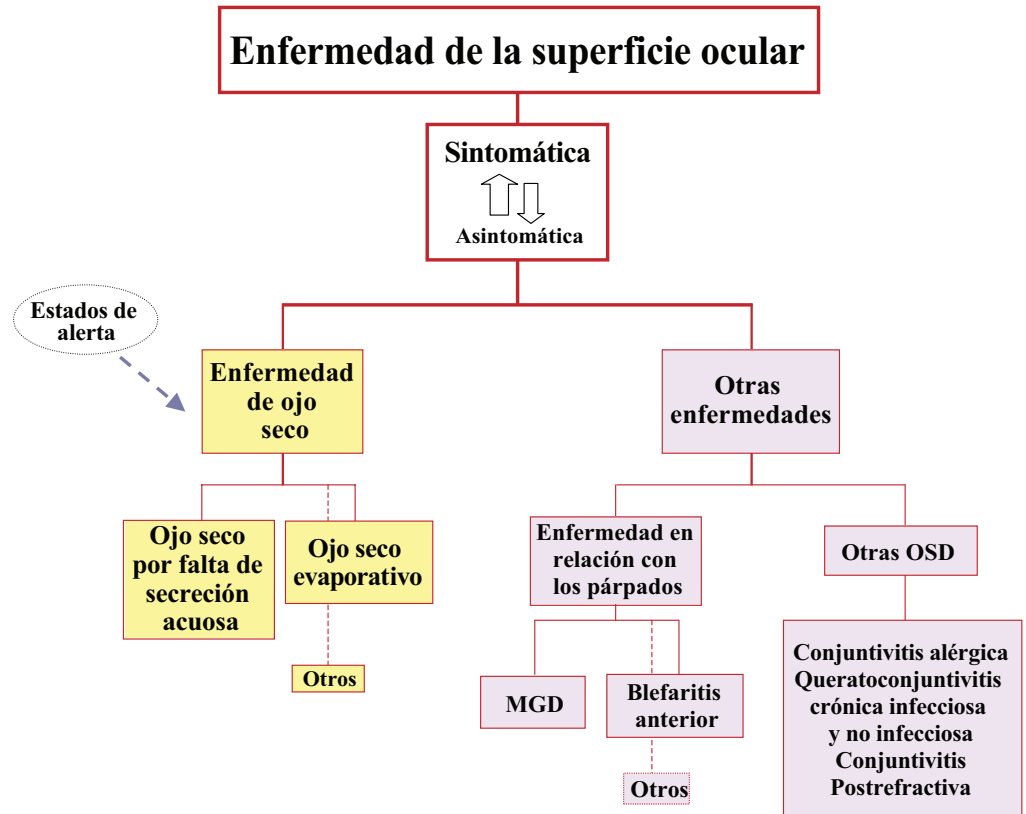 Enfermedad de la superficie ocular
Sintomática
Asintomática
Estados de
alerta
Enfermedad
de ojo
seco
Otras
enfermedades
Ojo seco
por falta de
secreción
acuosa
Ojo seco
evaporativo
Otros
Enfermedad en
relación con
los párpados
Otras OSD
MGD
Blefaritis
anterior
Otros
Conjuntivitis alérgica
Queratoconjuntivitis
crónica infecciosa
y no infecciosa
Conjuntivitis
Postrefractiva